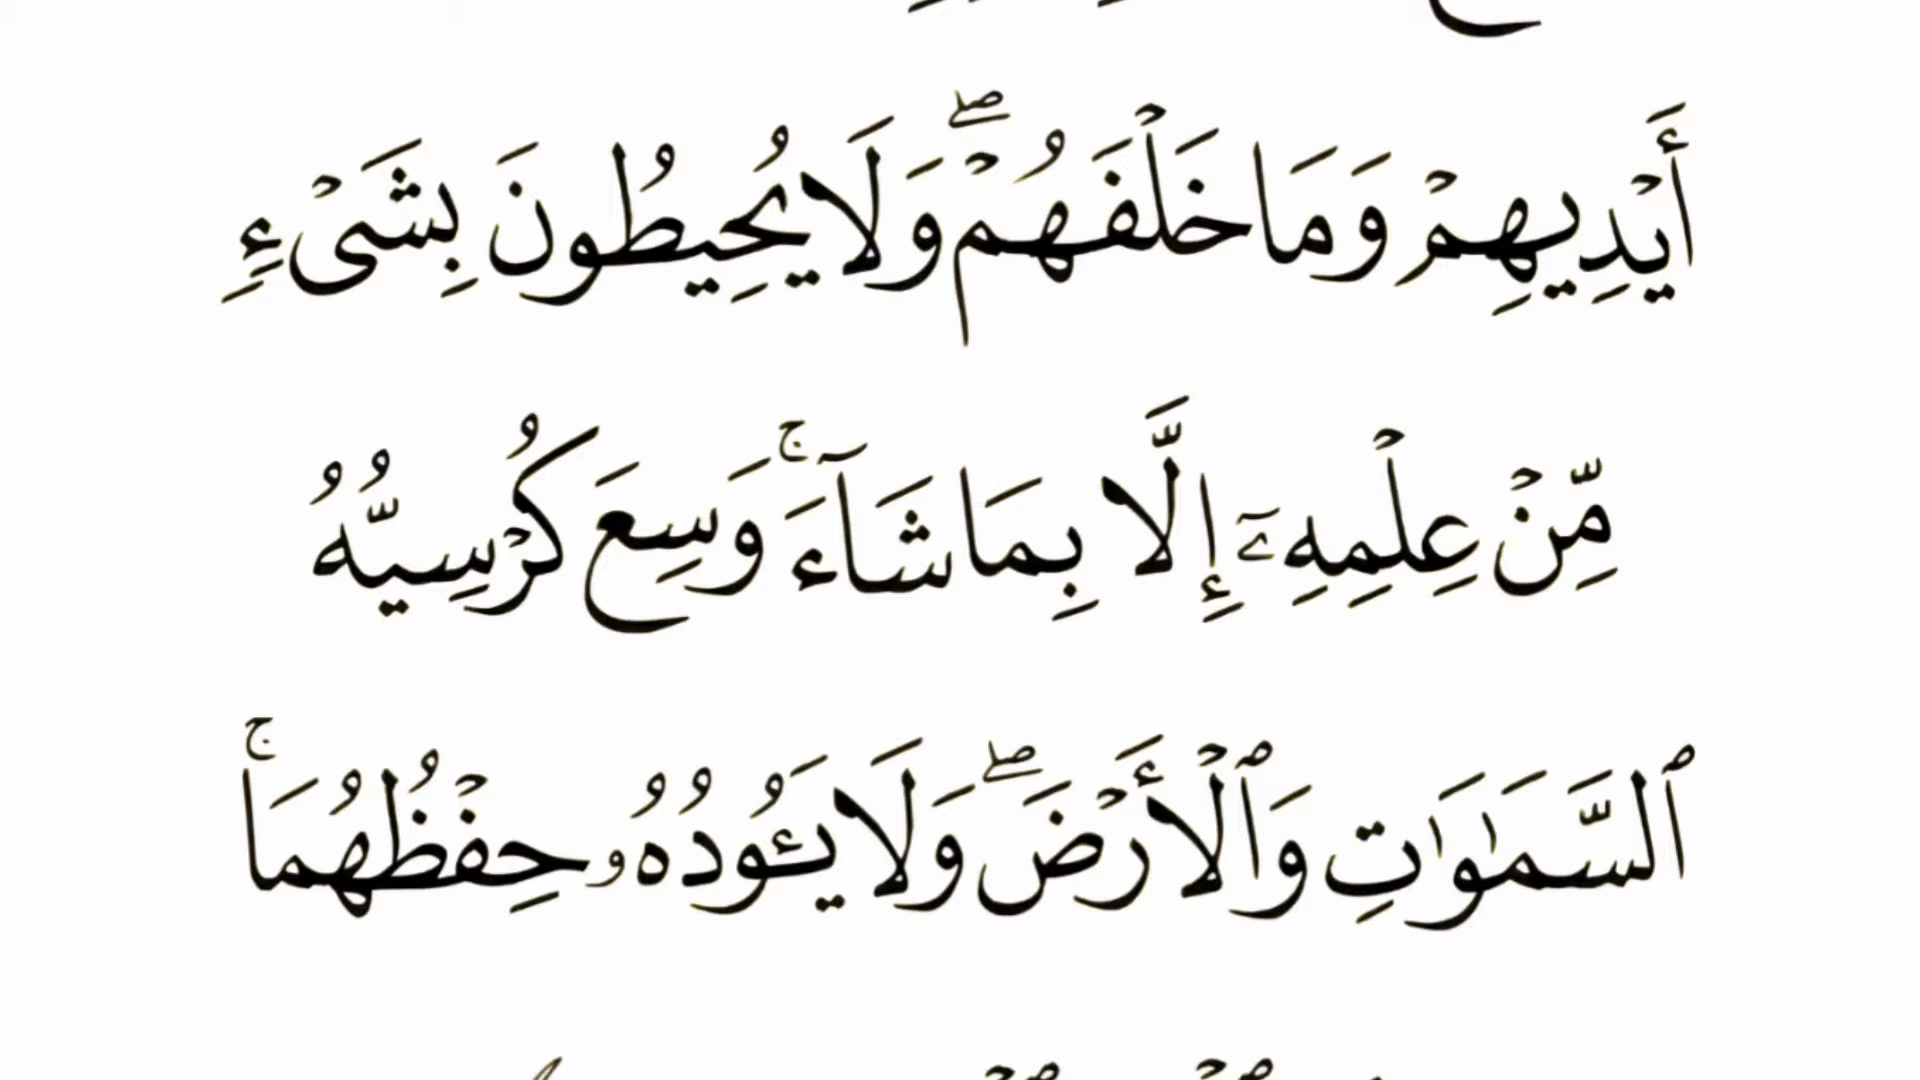 أَيْدِيهِمْ وَمَا خَلْفَهُمْ ۖ وَلَا يُحِيطُونَ بِشَىْءٍ
مِّنْ عِلْمِهِۦٓ إِلَّا بِمَا شَآءَ ۚ وَسِعَ كُرْسِيُّهُ
ٱلسَّمَـٰوَٰتِ وَٱلْأَرْضَ ۖ وَلَا يَـُٔودُهُۥ حِفْظُهُمَا ۚ